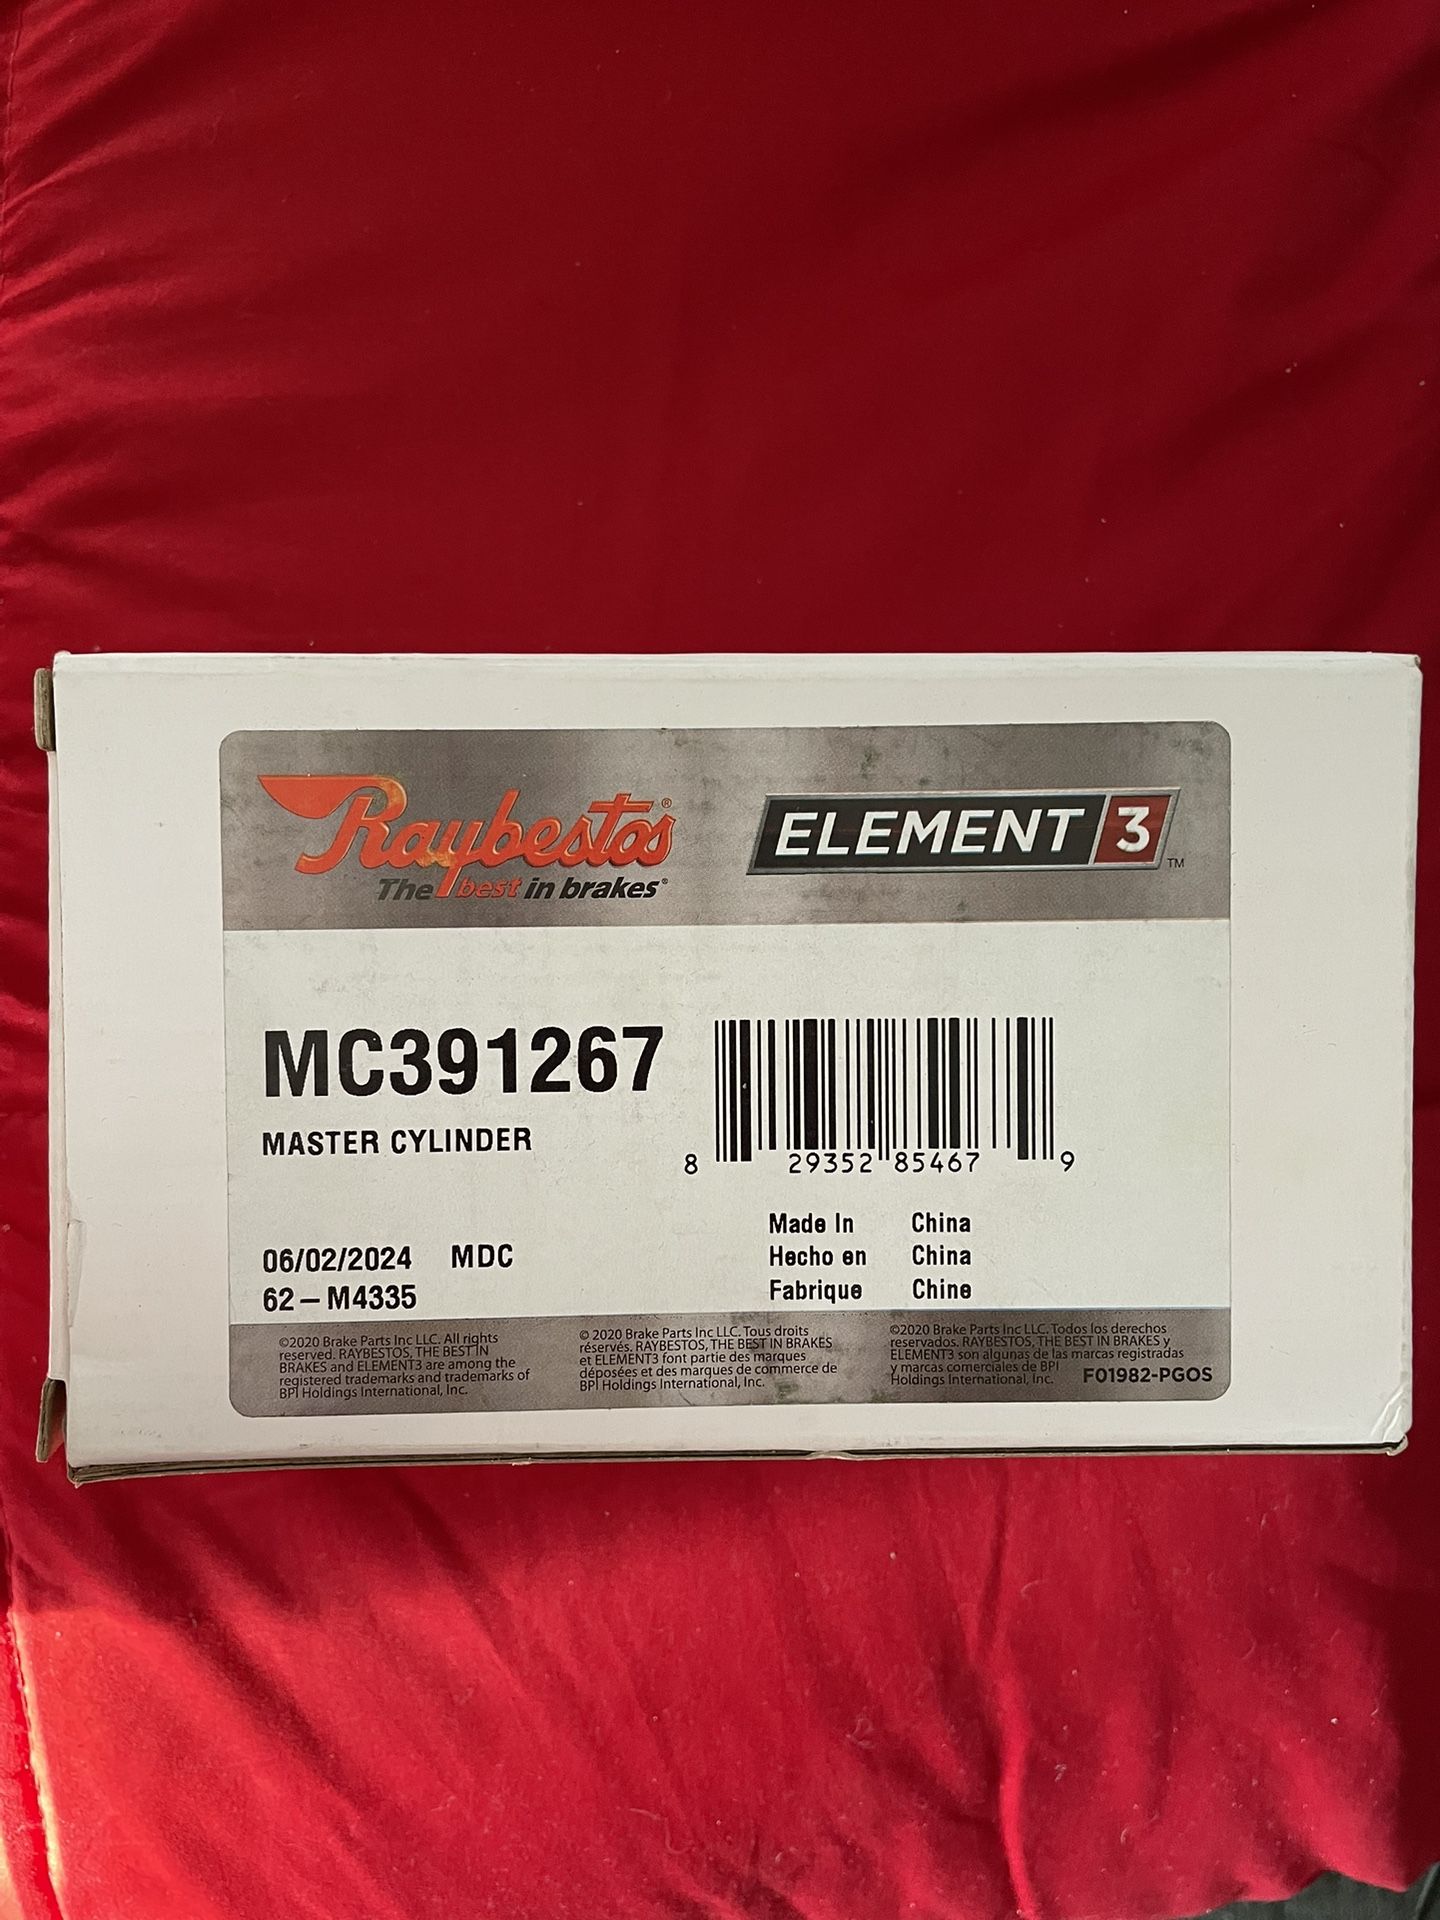 Raybestos®
The best in brakes®
ELEMENT 3™
MC391267
MASTER CYLINDER
8 29352 85467 9
06/02/2024 MDC
62-M4335
Made In China
Hecho en China
Fabrique Chine
©2020 Brake Parts Inc LLC. All rights
reserved. RAYBESTOS, THE BEST IN
BRAKES and ELEMENT3 are among the
registered trademarks and trademarks of
BPI Holdings International, Inc.
© 2020 Brake Parts Inc LLC. Tous droits
réservés. RAYBESTOS, THE BEST IN BRAKES
et ELEMENT3 font partie des marques
déposées et des marques de commerce de
BPI Holdings International, Inc.
©2020 Brake Parts Inc LLC. Todos los derechos
reservados. RAYBESTOS, THE BEST IN BRAKES y
ELEMENT3 son algunas de las marcas registradas
y marcas comerciales de BPI
Holdings International, Inc.
F01982-PGOS